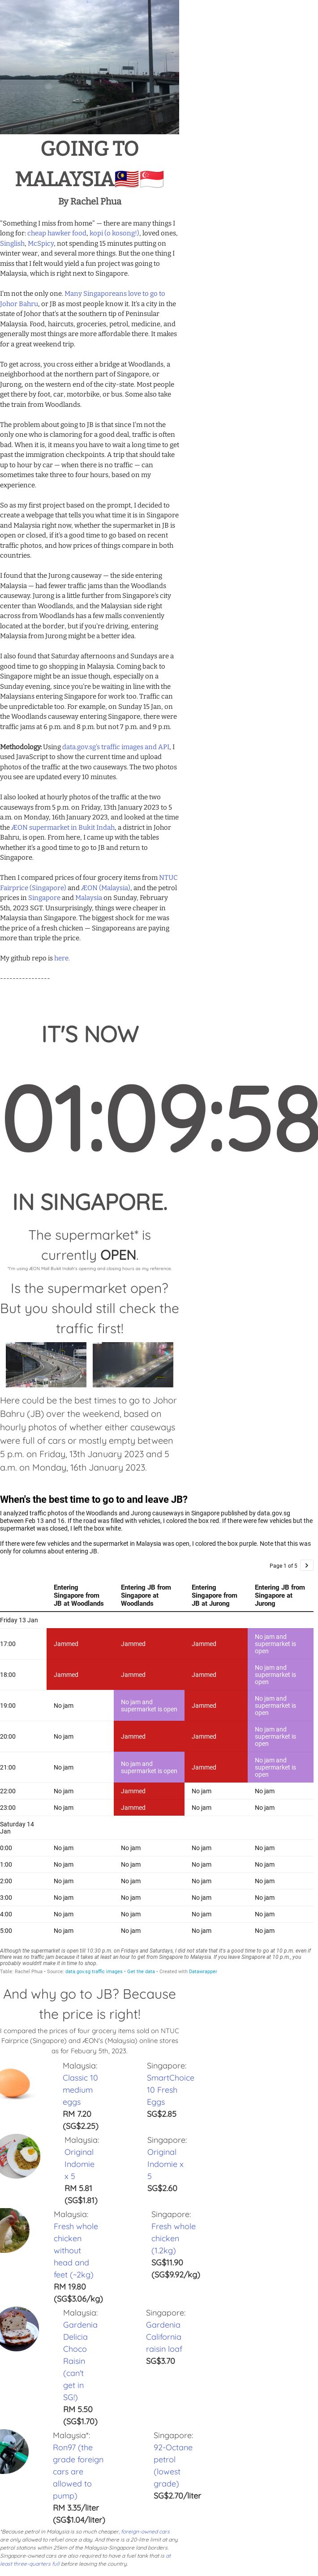 GOING TO
MALAYSIA🇲🇾🇸🇬
By Rachel Phua
"Something I miss from home" — there are many things I
long for: cheap hawker food, kopi (o kosong!), loved ones,
Singlish, McSpicy, not spending 15 minutes putting on
winter wear, and several more things. But the one thing I
miss that I felt would yield a fun project was going to
Malaysia, which is right next to Singapore.
I'm not the only one. Many Singaporeans love to go to
Johor Bahru, or JB as most people know it. It's a city in the
state of Johor that's at the southern tip of Peninsular
Malaysia. Food, haircuts, groceries, petrol, medicine, and
generally most things are more affordable there. It makes
for a great weekend trip.
To get across, you cross either a bridge at Woodlands, a
neighborhood at the northern part of Singapore, or
Jurong, on the western end of the city-state. Most people
get there by foot, car, motorbike, or bus. Some also take
the train from Woodlands.
The problem about going to JB is that since I'm not the
only one who is clamoring for a good deal, traffic is often
bad. When it is, it means you have to wait a long time to get
past the immigration checkpoints. A trip that should take
up to hour by car — when there is no traffic — can
sometimes take three to four hours, based on my
experience.
So as my first project based on the prompt, I decided to
create a webpage that tells you what time it is in Singapore
and Malaysia right now, whether the supermarket in JB is
open or closed, if it's a good time to go based on recent
traffic photos, and how prices of things compare in both
countries.
I found that the Jurong causeway — the side entering
Malaysia — had fewer traffic jams than the Woodlands
causeway. Jurong is a little further from Singapore's city
center than Woodlands, and the Malaysian side right
across from Woodlands has a few malls conveniently
located at the border, but if you're driving, entering
Malaysia from Jurong might be a better idea.
I also found that Saturday afternoons and Sundays are a
good time to go shopping in Malaysia. Coming back to
Singapore might be an issue though, especially on a
Sunday evening, since you'd be waiting in line with the
Malaysians entering Singapore for work too. Traffic can
be unpredictable too. For example, on Sunday 15 Jan, on
the Woodlands causeway entering Singapore, there were
traffic jams at 6 p.m and 8 p.m. but not 7 p.m. and 9 p.m.
Methodology: Using data.gov.sg's traffic images and API, I
used JavaScript to show the current time and upload
photos of the traffic at the two causeways. The two photos
you see are updated every 10 minutes.
I also looked at hourly photos of the traffic at the two
causeways from 5 p.m. on Friday, 13th January 2023 to 5
a.m. on Monday, 16th January 2023, and looked at the time
the ÆON supermarket in Bukit Indah, a district in Johor
Bahru, is open. From here, I came up with the tables
whether it's a good time to go to JB and return to
Singapore.
Then I compared prices of four grocery items from NTUC
Fairprice (Singapore) and ÆON (Malaysia), and the petrol
prices in Singapore and Malaysia on Sunday, February
5th, 2023 SGT. Unsurprisingly, things were cheaper in
Malaysia than Singapore. The biggest shock for me was
the price of a fresh chicken — Singaporeans are paying
more than triple the price.
My github repo is here.
----------------
IT'S NOW
01:09:58
IN SINGAPORE.
The supermarket* is
currently OPEN.
*I'm using ÆON Mall Bukit Indah's opening and closing hours as my reference.
Is the supermarket open?
But you should still check the
traffic first!
Here could be the best times to go to Johor
Bahru (JB) over the weekend, based on
hourly photos of whether either causeways
were full of cars or mostly empty between
5 p.m. on Friday, 13th January 2023 and 5
a.m. on Monday, 16th January 2023.
When's the better time to go to and leave JB?
I analyzed traffic photos of the Woodlands and Jurong causeway in Singapore published by data.gov.sg
between Feb 13 and 16. If the road was filled with vehicles, I colored the box red. If there were few vehicles but the
supermarket was closed, I left the box white.
If there were few vehicles and the supermarket in Malaysia was open, I colored the box purple. Note that this was
only for columns about entering JB.
Page 1 of 5 >
Entering Singapore from JB at Woodlands Entering JB from Singapore at Woodlands Entering Singapore from JB at Jurong Entering JB from Singapore at Jurong
Friday 13 Jan
17:00 Jammed Jammed Jammed No jam and supermarket is open
18:00 Jammed Jammed Jammed No jam and supermarket is open
19:00 No jam No jam and supermarket is open Jammed No jam and supermarket is open
20:00 No jam Jammed Jammed No jam and supermarket is open
21:00 No jam No jam and supermarket is open Jammed No jam and supermarket is open
22:00 No jam Jammed No jam No jam
23:00 No jam Jammed No jam No jam
Saturday 14 Jan
0:00 No jam No jam No jam No jam
1:00 No jam No jam No jam No jam
2:00 No jam No jam No jam No jam
3:00 No jam No jam No jam No jam
4:00 No jam No jam No jam No jam
5:00 No jam No jam No jam No jam
Although the supermarket is open till 10:30 p.m. on Fridays and Saturdays, I did not state that it's a good time to go at 10 p.m. even if
there was no traffic jam because it takes at least an hour to get from Singapore to Malaysia. If you leave Singapore at 10 p.m., you
probably wouldn't make it in time to shop.
Table: Rachel Phua • Source: data.gov.sg traffic images • Get the data • Created with Datawrapper
And why go to JB? Because
the price is right!
I compared the prices of four grocery items sold on NTUC
Fairprice (Singapore) and ÆON's (Malaysia) online stores
as for Febuary 5th, 2023.
Malaysia:
Classic 10
medium
eggs
RM 7.20
(SG$2.25)
Singapore:
SmartChoice
10 Fresh
Eggs
SG$2.85
Malaysia:
Original
Indomie
x 5
RM 5.81
(SG$1.81)
Singapore:
Original
Indomie x
5
SG$2.60
Malaysia:
Fresh whole
chicken
without
head and
feet (~2kg)
RM 19.80
(SG$3.06/kg)
Singapore:
Fresh whole
chicken
(1.2kg)
SG$11.90
(SG$9.92/kg)
Malaysia:
Gardenia
Delicia
Choco
Raisin
(can't
get in
SG!)
RM 5.50
(SG$1.70)
Singapore:
Gardenia
California
raisin loaf
SG$3.70
Malaysia*:
Ron97 (the
grade foreign
cars are
allowed to
pump)
RM 3.35/liter
(SG$1.04/liter)
Singapore:
92-Octane
petrol
(lowest
grade)
SG$2.70/liter
*Because petrol in Malaysia is so much cheaper, foreign-owned cars
are only allowed to refuel once a day. And there is a 20-litre limit at any
petrol stations within 25km of the Malaysia-Singapore land borders.
Singapore-owned cars are also required to have a fuel tank that is at
least three-quarters full before leaving the country.